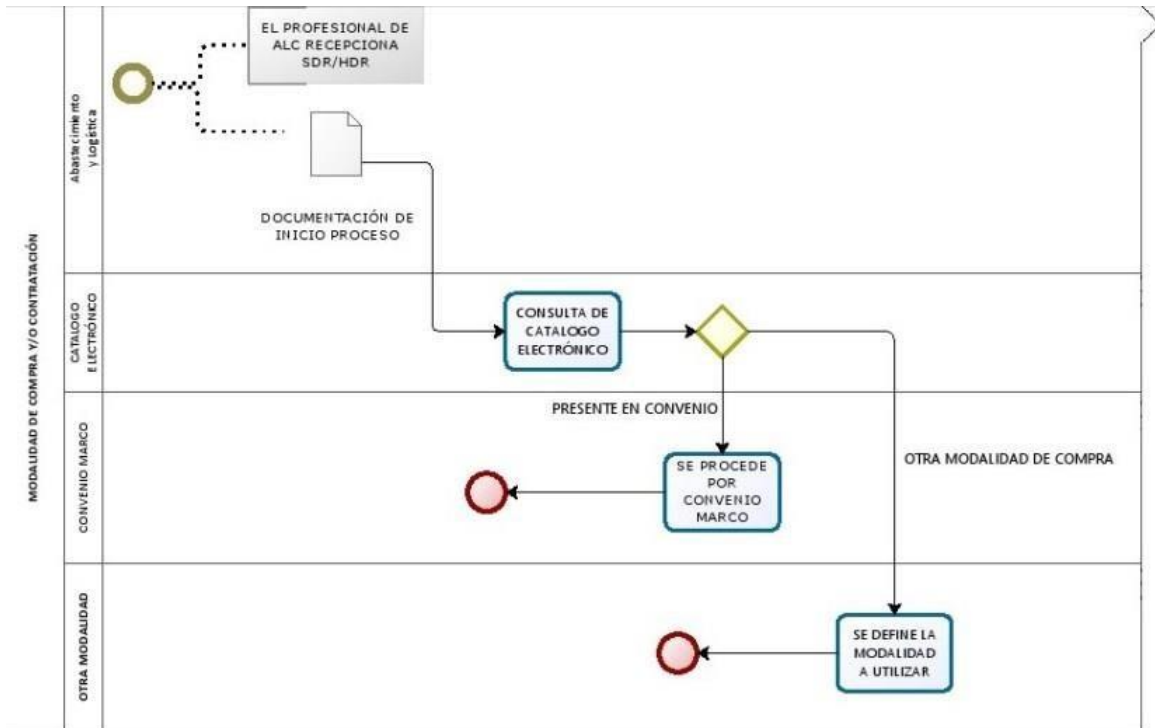 EL PROFESIONAL DE
ALC RECEPCIONA
SDR/HDR
Abastecimiento
y Logística
DOCUMENTACIÓN DE
INICIO PROCESO
MODALIDAD DE COMPRA Y/O CONTRATACIÓN
CATALOGO
ELECTRÓNICO
CONSULTA DE
CATALOGO
ELECTRÓNICO
PRESENTE EN CONVENIO
CONVENIO MARCO
SE PROCEDE
POR
CONVENIO
MARCO
OTRA MODALIDAD DE COMPRA
OTRA MODALIDAD
SE DEFINE LA
MODALIDAD
A UTILIZAR